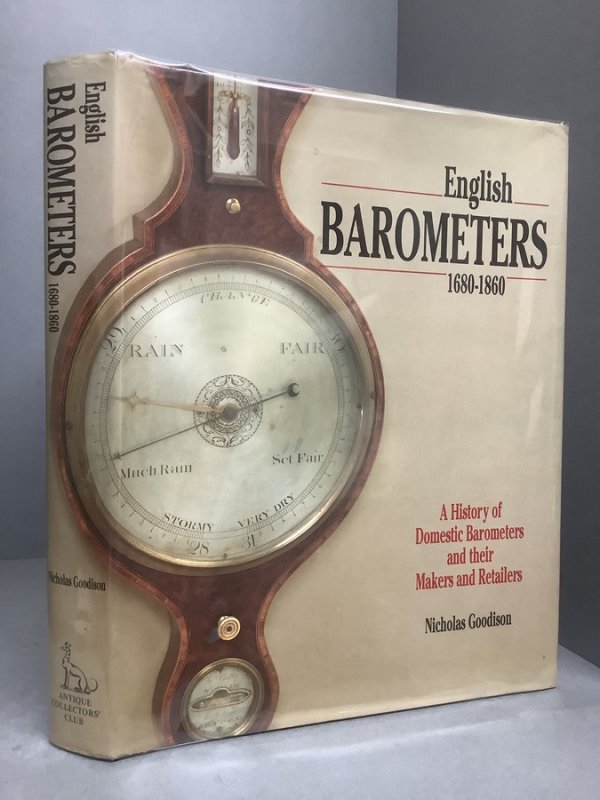 English
BAROMETERS
1680-1860
Nicholas Goodison
ANTIQUE
COLLECTORS'
CLUB
English
BAROMETERS
1680-1860
CHANGE
29
30
RAIN
FAIR
Much Rain
Set Fair
STORMY
VERY DRY
28
31
A History of
Domestic Barometers
and their
Makers and Retailers
Nicholas Goodison